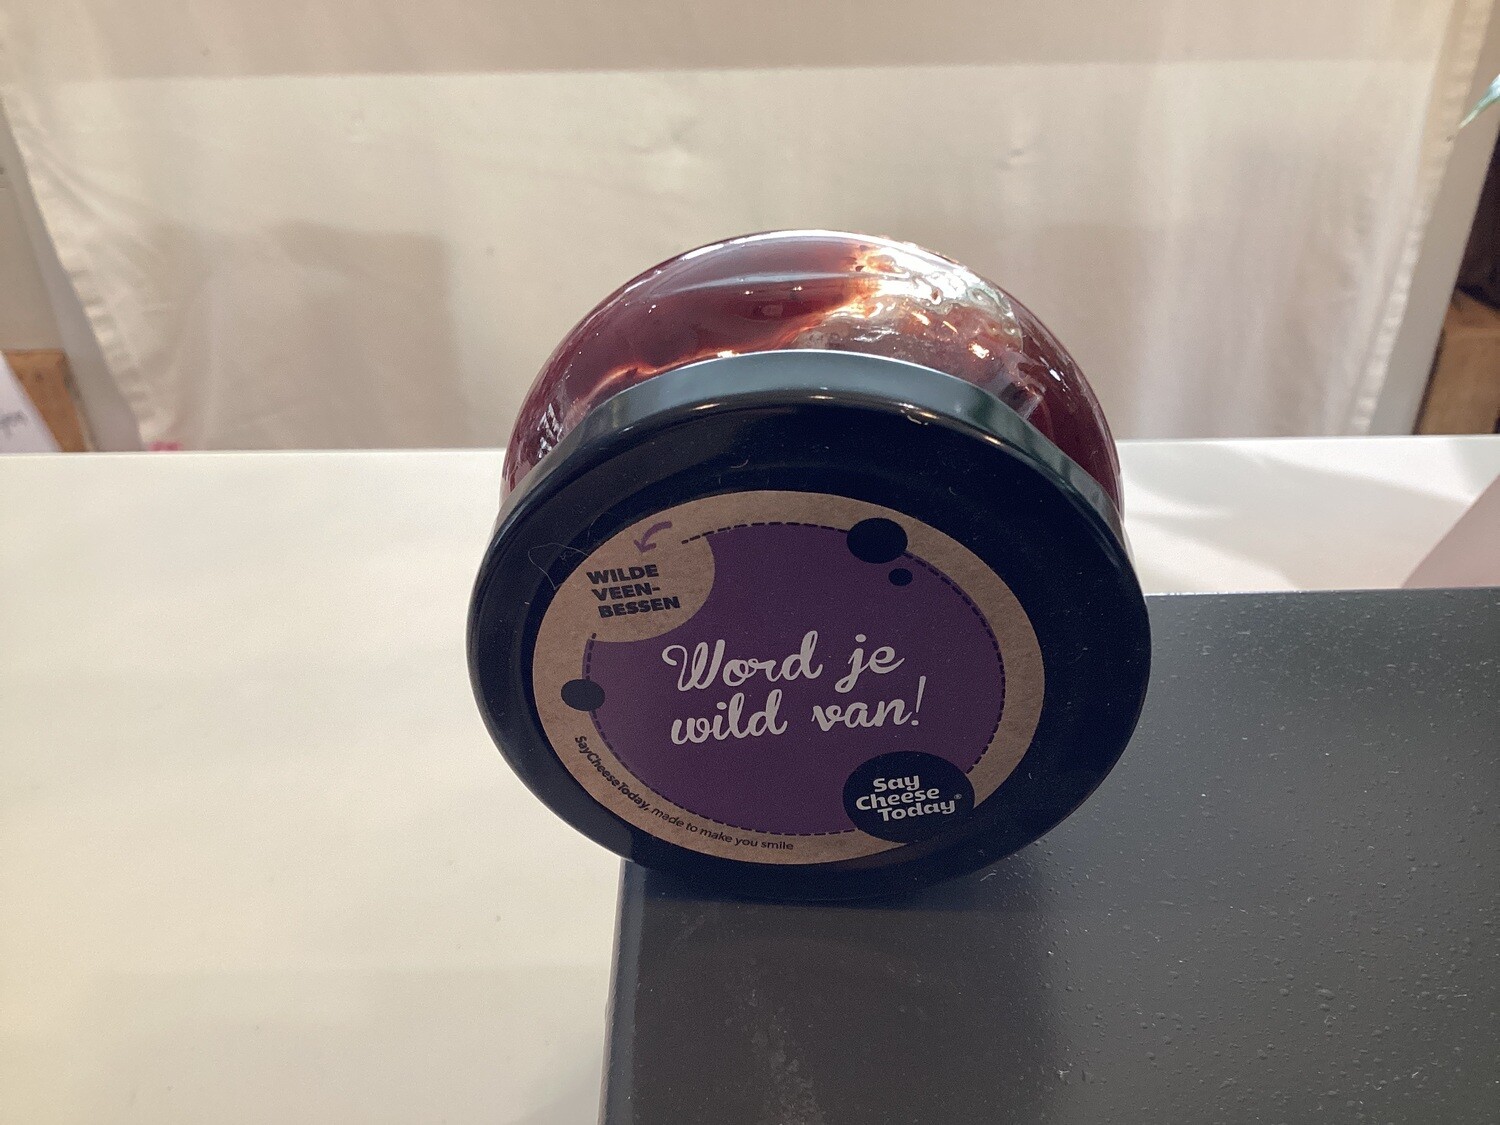 WILDE
VEEN-
BESSEN
Word je
wild van!
Say
Cheese
Today®
SayCheeseToday, made to make you smile